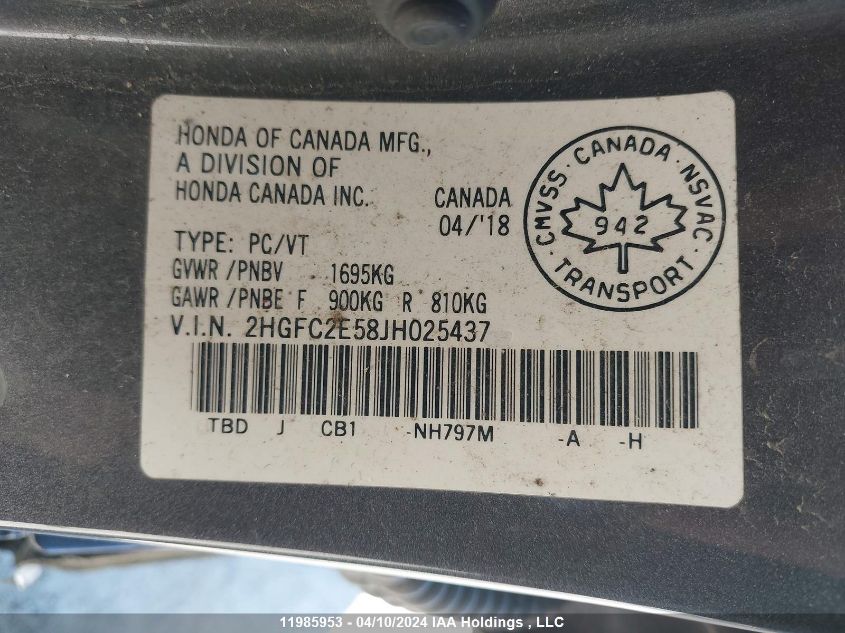 HONDA OF CANADA MFG.,
A DIVISION OF
HONDA CANADA INC. CANADA
04/'18
TYPE: PC/VT
GVWR /PNBV 1695KG
GAWR /PNBE F 900KG R 810KG
V.I.N. 2HGFC2E58JH025437
TBD J CB1 -NH797M -A -H
CMVSS · CANADA · NSVAC
942
TRANSPORT
11985953 - 04/10/2024 IAA Holdings , LLC